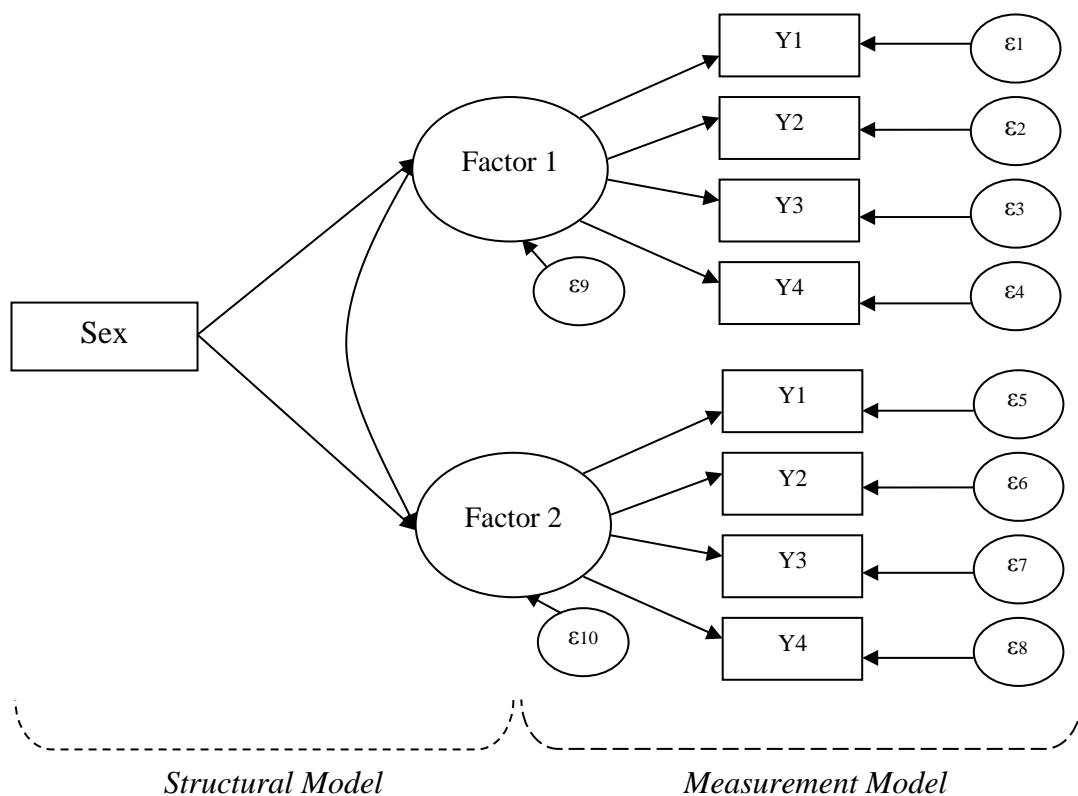 Y1
ε1
Y2
ε2
Factor 1
Y3
ε3
ε9
Y4
ε4
Sex
Y1
ε5
Y2
ε6
Factor 2
Y3
ε7
ε10
Y4
ε8
Structural Model
Measurement Model